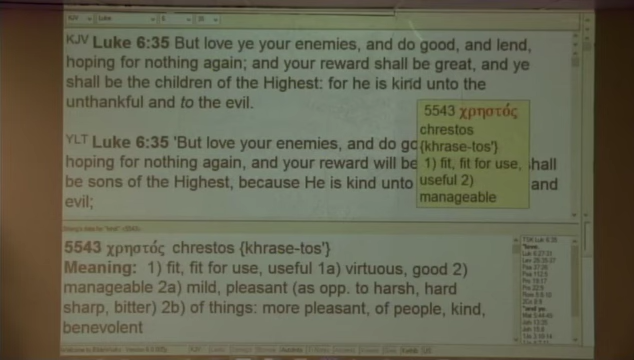 KJV Luke 6:35 But love ye your enemies, and do good, and lend,
hoping for nothing again; and your reward shall be great, and ye
shall be the children of the Highest: for he is kind unto the
unthankful and to the evil.
YLT Luke 6:35 'But love your enemies, and do go
hoping for nothing again, and your reward will be hall
be sons of the Highest, because He is kind unto and
evil;
5543 χρηστός
chrestos
{khrase-tos'}
1) fit, fit for use,
useful 2)
manageable
5543 χρηστός chrestos {khrase-tos'}
Meaning: 1) fit, fit for use, useful 1a) virtuous, good 2)
manageable 2a) mild, pleasant (as opp. to harsh, hard
sharp, bitter) 2b) of things: more pleasant, of people, kind,
benevolent